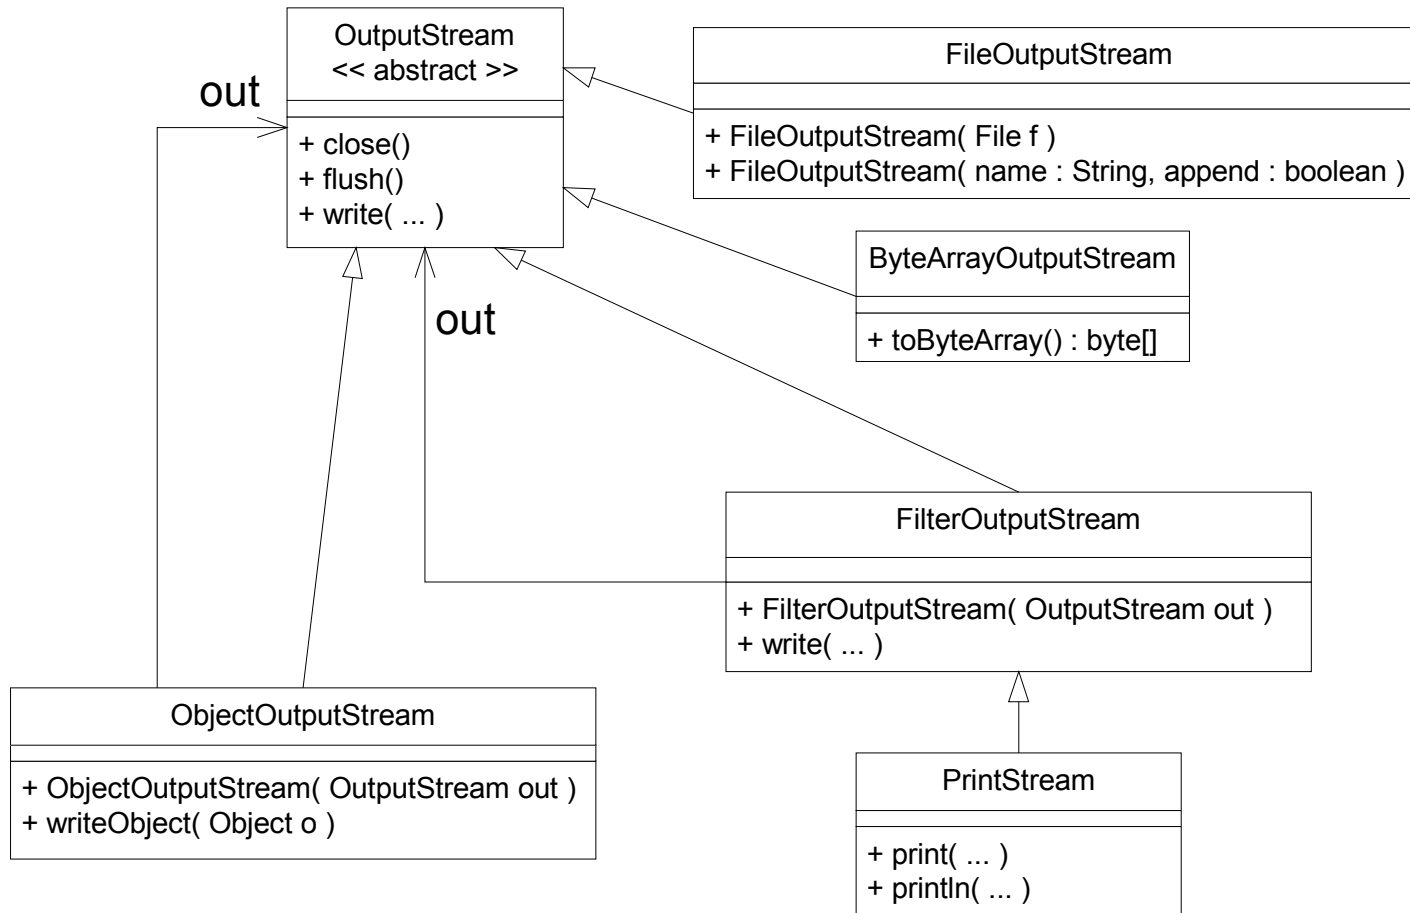 OutputStream
<< abstract >>
out
+ close()
+ flush()
+ write( ... )
FileOutputStream
+ FileOutputStream( File f )
+ FileOutputStream( name : String, append : boolean )
ByteArrayOutputStream
+ toByteArray() : byte[]
out
FilterOutputStream
+ FilterOutputStream( OutputStream out )
+ write( ... )
ObjectOutputStream
+ ObjectOutputStream( OutputStream out )
+ writeObject( Object o )
PrintStream
+ print( ... )
+ println( ... )